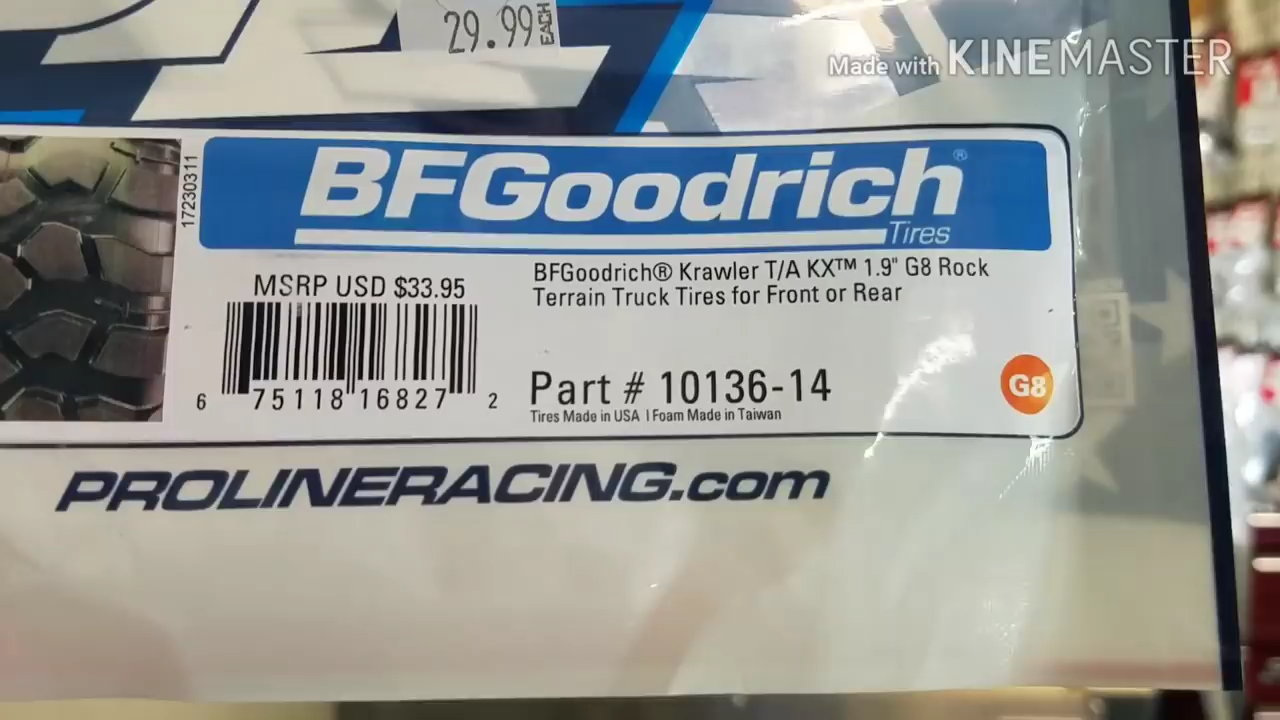 29.99 EACH
Made with KINEMASTER
17230311
BFGoodrich®
Tires
MSRP USD $33.95
BFGoodrich® Krawler T/A KX™ 1.9" G8 Rock
Terrain Truck Tires for Front or Rear
6 75118 16827 2
Part # 10136-14
Tires Made in USA | Foam Made in Taiwan
G8
PROLINERACING.com